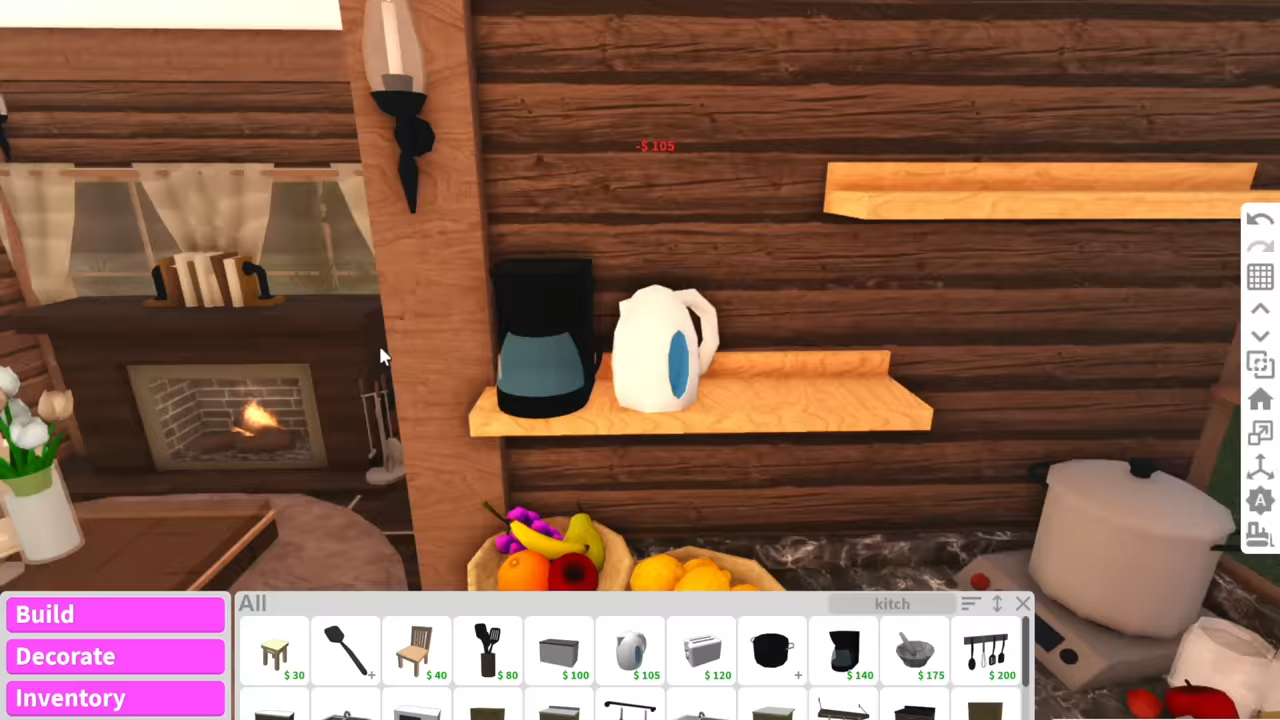 -$ 105
Build
Decorate
Inventory
All
kitch
$ 30
+
$ 40
$ 80
$ 100
$ 105
$ 120
+
$ 140
$ 175
$ 200
A